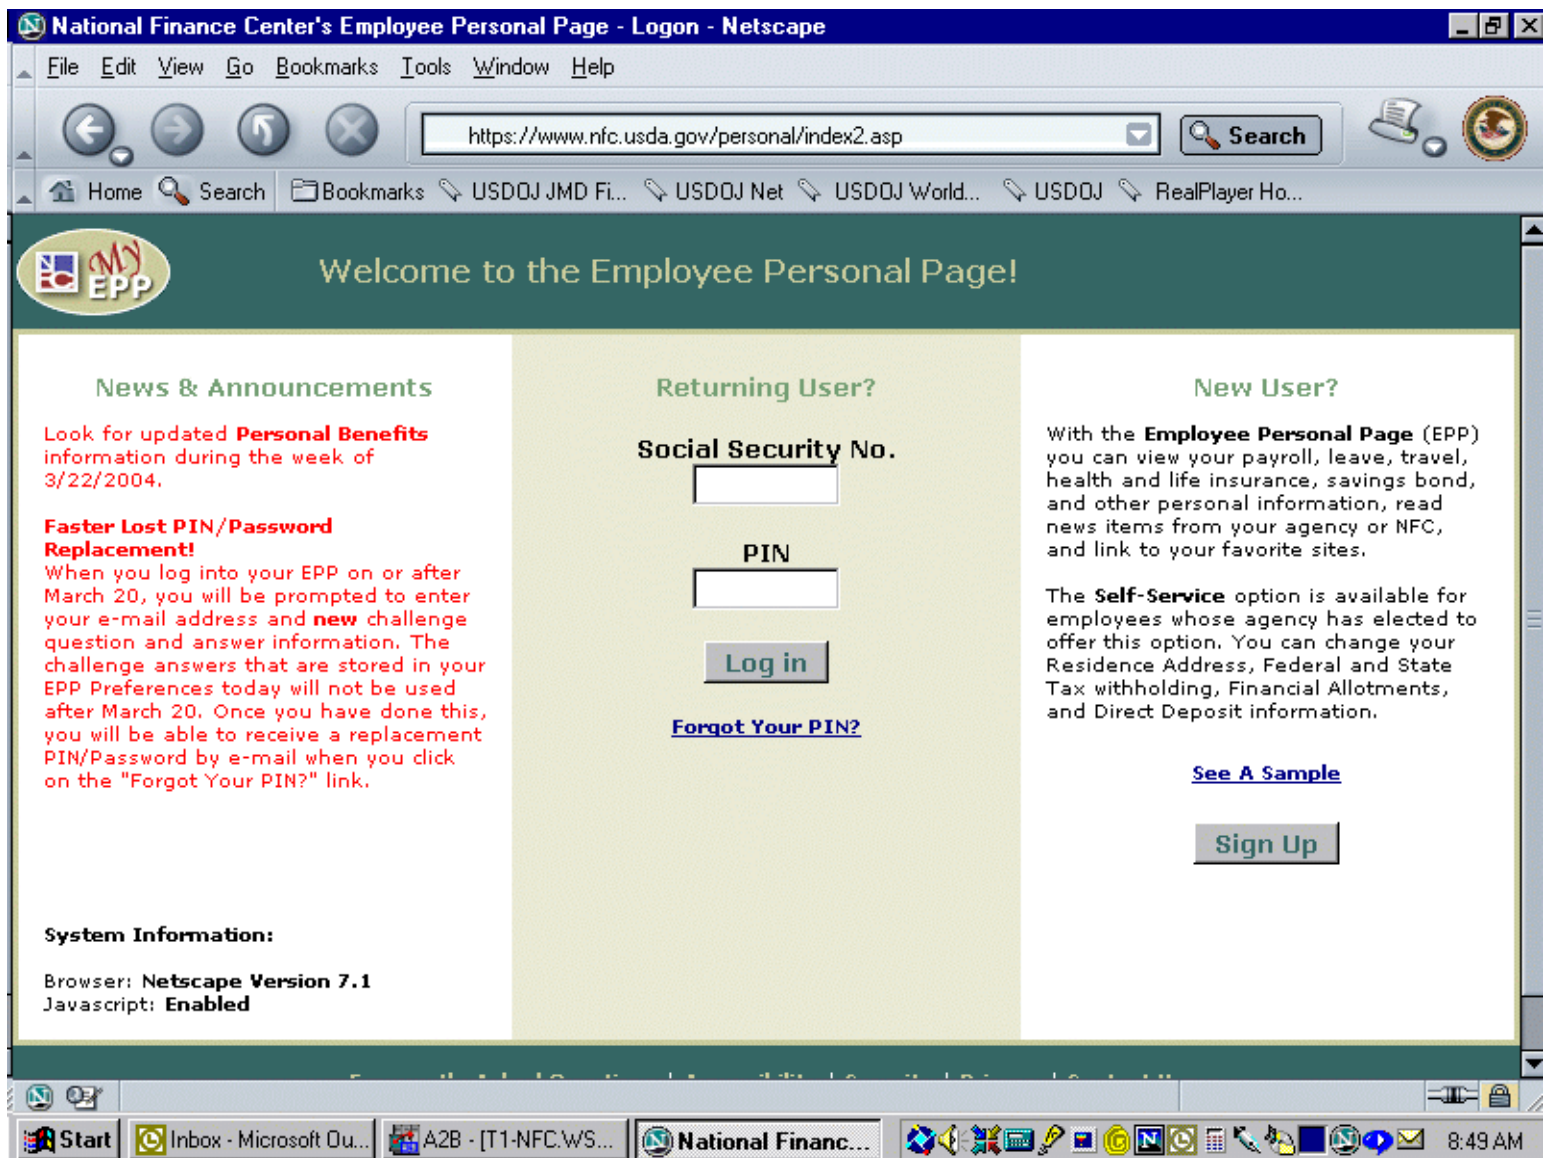 National Finance Center's Employee Personal Page - Logon - Netscape
File Edit View Go Bookmarks Tools Window Help
https://www.nfc.usda.gov/personal/index2.asp
Search
Home Search Bookmarks USDOJ JMD Fi... USDOJ Net USDOJ World... USDOJ RealPlayer Ho...
My
EPP
Welcome to the Employee Personal Page!
News & Announcements
Look for updated Personal Benefits
information during the week of
3/22/2004.
Faster Lost PIN/Password
Replacement!
When you log into your EPP on or after
March 20, you will be prompted to enter
your e-mail address and new challenge
question and answer information. The
challenge answers that are stored in your
EPP Preferences today will not be used
after March 20. Once you have done this,
you will be able to receive a replacement
PIN/Password by e-mail when you click
on the "Forgot Your PIN?" link.
System Information:
Browser: Netscape Version 7.1
Javascript: Enabled
Returning User?
Social Security No.
PIN
Log in
Forgot Your PIN?
New User?
With the Employee Personal Page (EPP)
you can view your payroll, leave, travel,
health and life insurance, savings bond,
and other personal information, read
news items from your agency or NFC,
and link to your favorite sites.
The Self-Service option is available for
employees whose agency has elected to
offer this option. You can change your
Residence Address, Federal and State
Tax withholding, Financial Allotments,
and Direct Deposit information.
See A Sample
Sign Up
Start
Inbox - Microsoft Ou...
A2B - [T1-NFC.WS...
National Financ...
8:49 AM